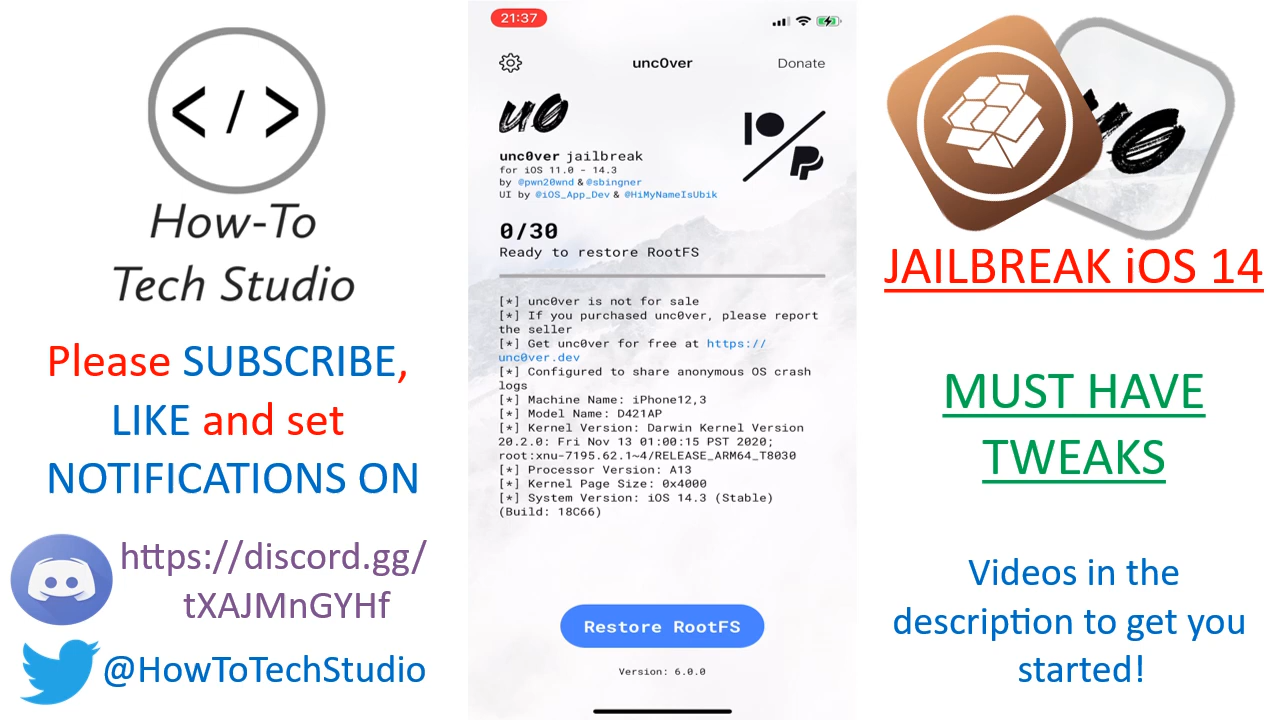 </>
How-To
Tech Studio
Please SUBSCRIBE,
LIKE and set
NOTIFICATIONS ON
https://discord.gg/
tXAJMnGYHf
@HowToTechStudio
21:37
unc0ver
Donate
u0
unc0ver jailbreak
for iOS 11.0 - 14.3
by @pwn20wnd & @sbingner
UI by @iOS_App_Dev & @HiMyNameIsUbik
0/30
Ready to restore RootFS
[*] unc0ver is not for sale
[*] If you purchased unc0ver, please report
the seller
[*] Get unc0ver for free at https://
unc0ver.dev
[*] Configured to share anonymous OS crash
logs
[*] Machine Name: iPhone12,3
[*] Model Name: D421AP
[*] Kernel Version: Darwin Kernel Version
20.2.0: Fri Nov 13 01:00:15 PST 2020;
root:xnu-7195.62.1~4/RELEASE_ARM64_T8030
[*] Processor Version: A13
[*] Kernel Page Size: 0x4000
[*] System Version: iOS 14.3 (Stable)
(Build: 18C66)
Restore RootFS
Version: 6.0.0
u0
JAILBREAK iOS 14
MUST HAVE
TWEAKS
Videos in the
description to get you
started!